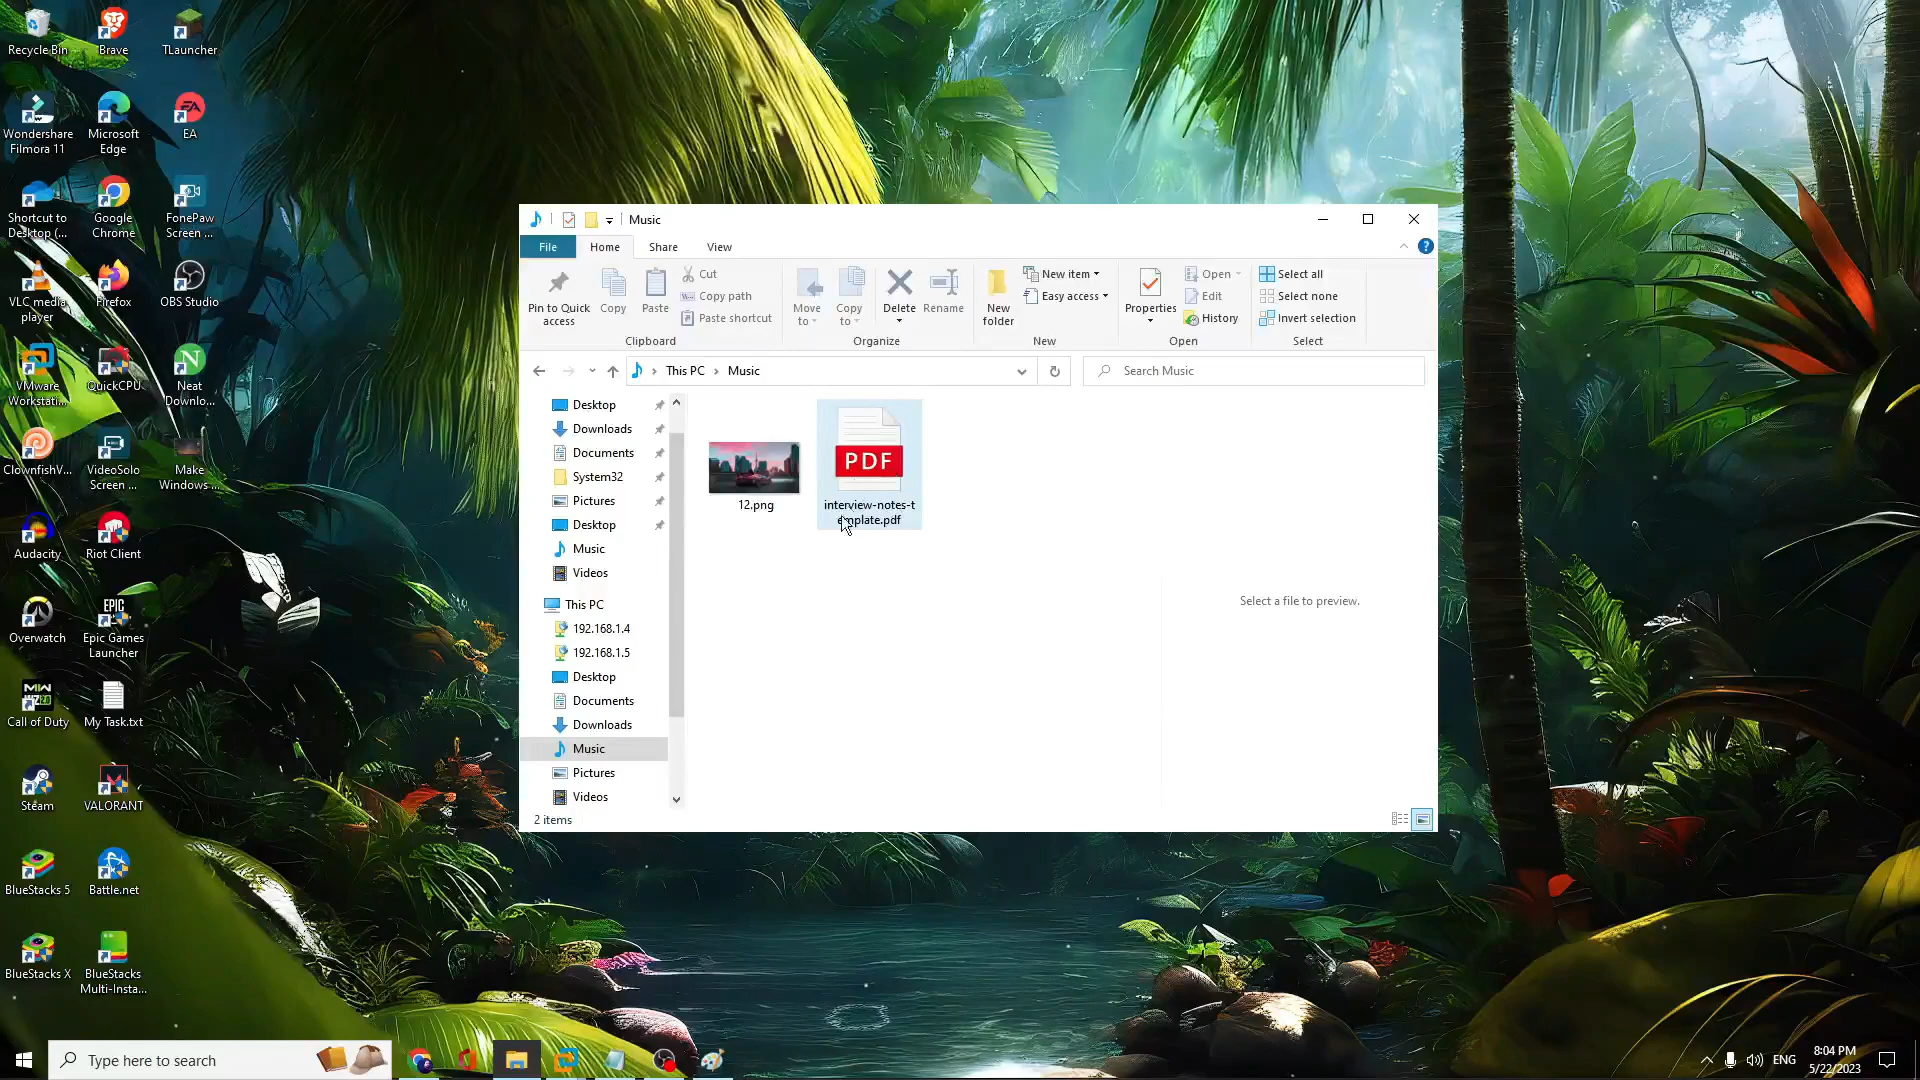 Recycle Bin
Brave
TLauncher
Wondershare
Filmora 11
Microsoft
Edge
EA
Shortcut to
Desktop (...
Google
Chrome
FonePaw
Screen ...
VLC media
player
Firefox
OBS Studio
VMware
Workstati...
QuickCPU
Neat
Downlo...
ClownfishV...
VideoSolo
Screen ...
Make
Windows ...
Audacity
Riot Client
Overwatch
EPIC
GAMES
Epic Games
Launcher
Call of Duty
My Task.txt
Steam
VALORANT
BlueStacks 5
Battle.net
BlueStacks X
BlueStacks
Multi-Insta...
Music
File
Home
Share
View
Pin to Quick
access
Copy
Paste
Cut
Copy path
Paste shortcut
Clipboard
Move
to
Copy
to
Delete
Rename
Organize
New
folder
New item
Easy access
New
Properties
Open
Edit
History
Open
Select all
Select none
Invert selection
Select
This PC
Music
Search Music
Desktop
Downloads
Documents
System32
Pictures
Desktop
Music
Videos
This PC
192.168.1.4
192.168.1.5
Desktop
Documents
Downloads
Music
Pictures
Videos
12.png
PDF
interview-notes-t
emplate.pdf
Select a file to preview.
2 items
Type here to search
ENG
8:04 PM
5/22/2023